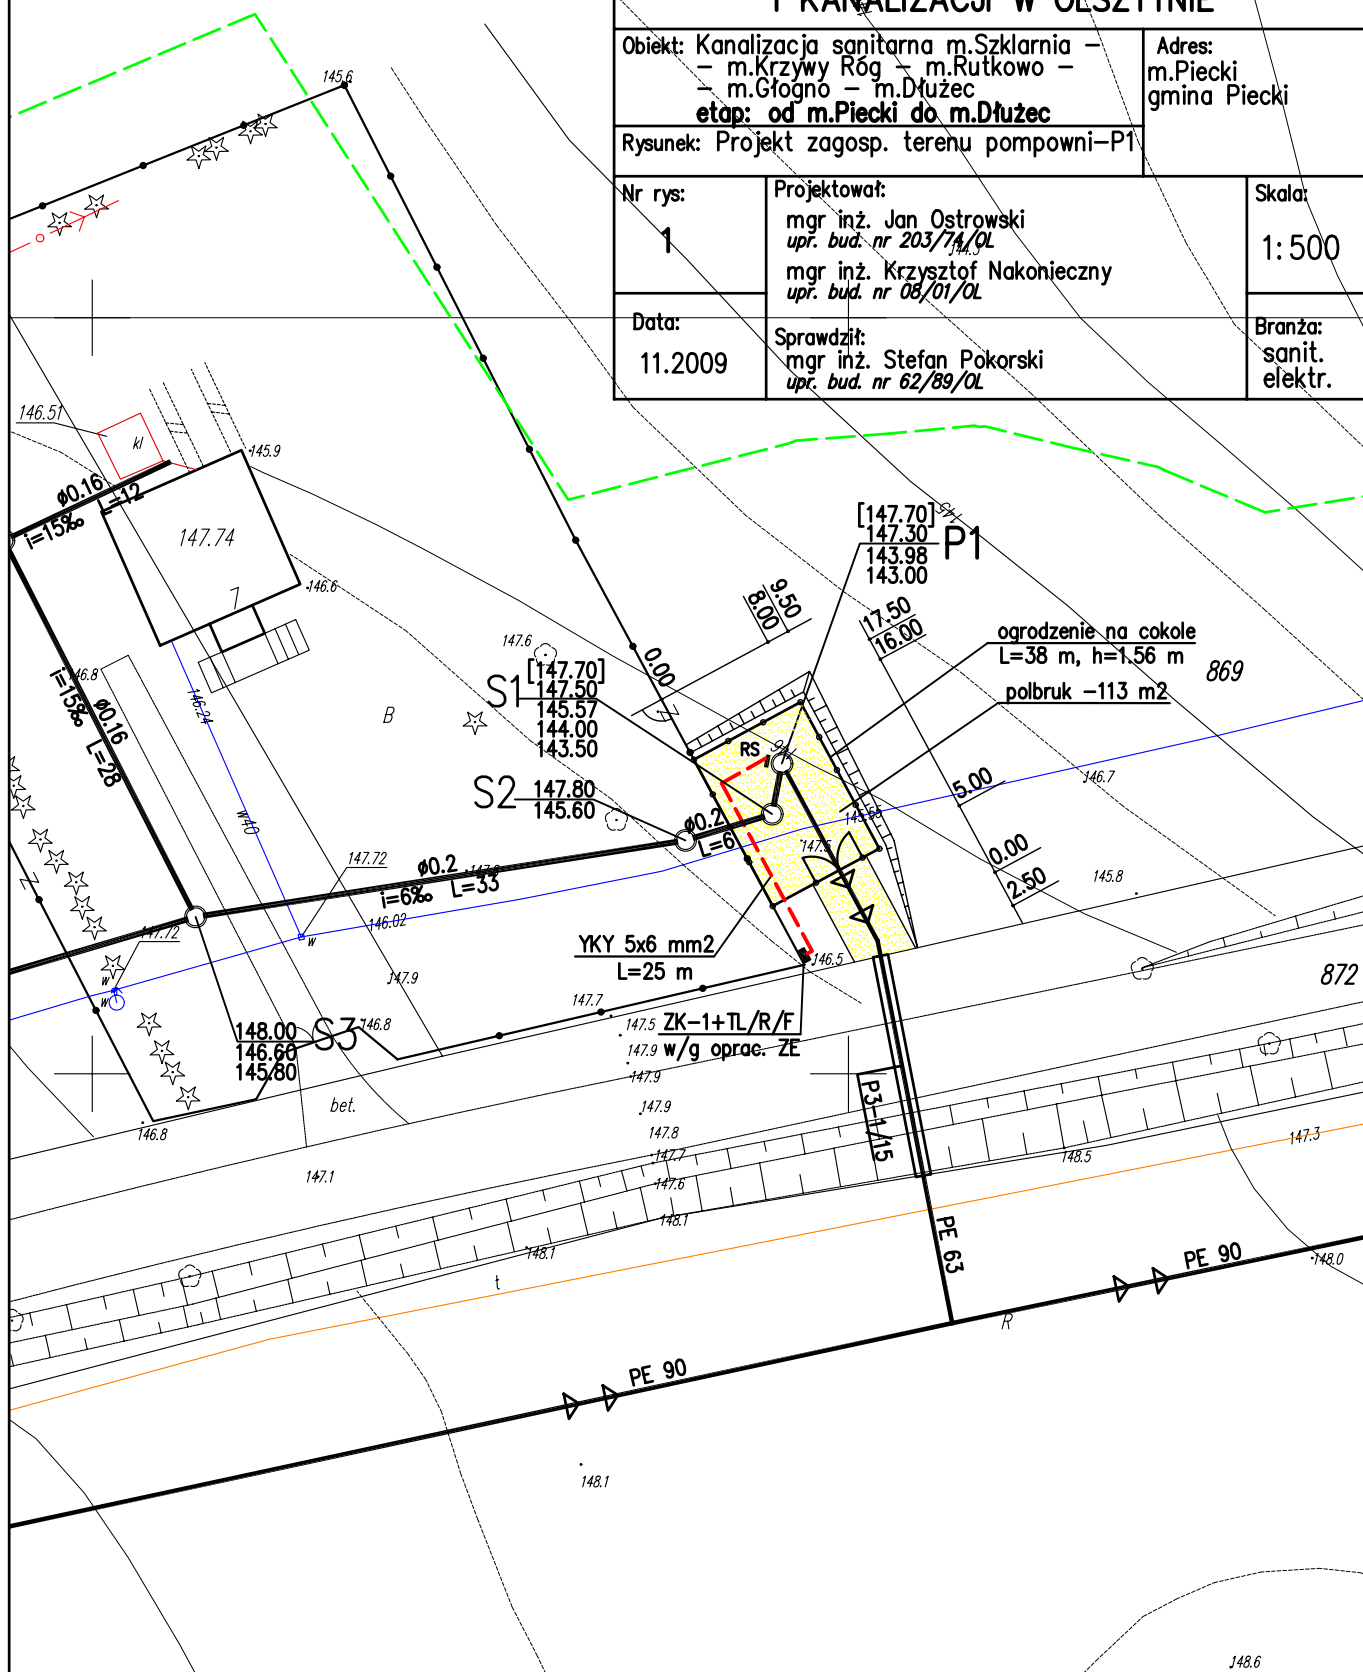 I KANALIZACJI W OLSZTYNIE
Obiekt: Kanalizacja sanitarna m.Szklarnia –
– m.Krzywy Róg – m.Rutkowo –
– m.Głogno – m.Dłużec
etap: od m.Piecki do m.Dłużec
Adres:
m.Piecki
gmina Piecki
Rysunek: Projekt zagosp. terenu pompowni–P1
Nr rys:
1
Projektował:
mgr inż. Jan Ostrowski
upr. bud. nr 203/74/OL
mgr inż. Krzysztof Nakonieczny
upr. bud. nr 08/01/OL
Skala:
1:500
Data:
11.2009
Sprawdził:
mgr inż. Stefan Pokorski
upr. bud. nr 62/89/OL
Branża:
sanit.
elektr.
144.5
145.6
146.51
kl
145.9
ø0.16
L=12
i=15‰
147.74
7
146.6
[147.70]
147.30
143.98
143.00
P1
145
9.50
8.00
17.50
16.00
ogrodzenie na cokole
L=38 m, h=1.56 m
polbruk –113 m2
869
147.6
0.00
[147.70]
147.50
145.57
144.00
143.50
S1
S2
147.80
145.60
146.8
i=15‰
ø0.16
L=28
146.24
w40
B
RS
1
146
5.00
146.7
145.55
147.5
0.00
2.50
145.8
ø0.2
L=6
147.72
ø0.2
147.8
i=6‰
L=33
146.02
w
147.72
w
w
147.9
YKY 5x6 mm2
L=25 m
146.5
872
147.7
147.5
ZK–1+TL/R/F
w/g oprac. ZE
148.00
146.60
145.80
S3
146.8
147.9
147.9
147.9
147.8
147.7
147.6
148.1
bet.
146.8
147.1
P3–1/15
148.5
147.3
PE 63
148.1
t
PE 90
148.0
R
PE 90
148.1
148.6